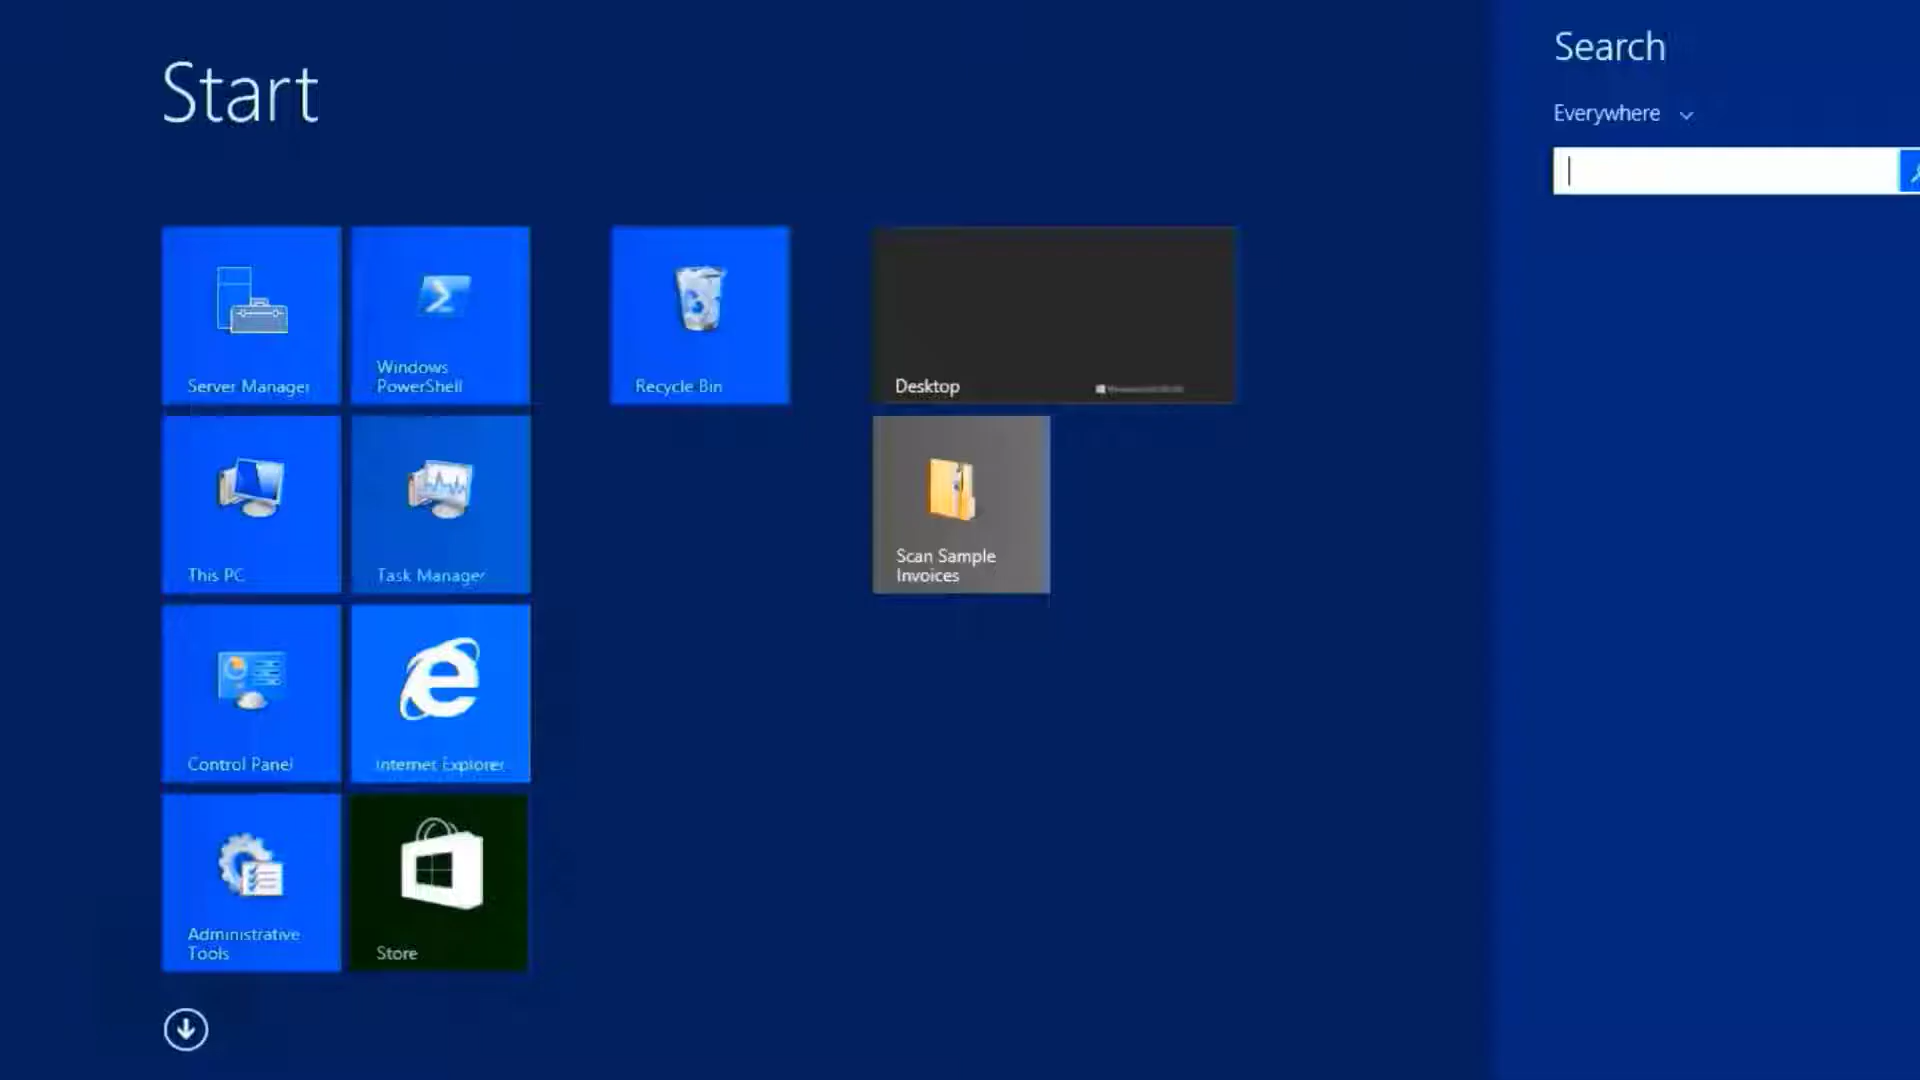 Start
Search
Everywhere
Server Manager
Windows
PowerShell
Recycle Bin
Desktop
This PC
Task Manager
Scan Sample
Invoices
Control Panel
Internet Explorer
Administrative
Tools
Store